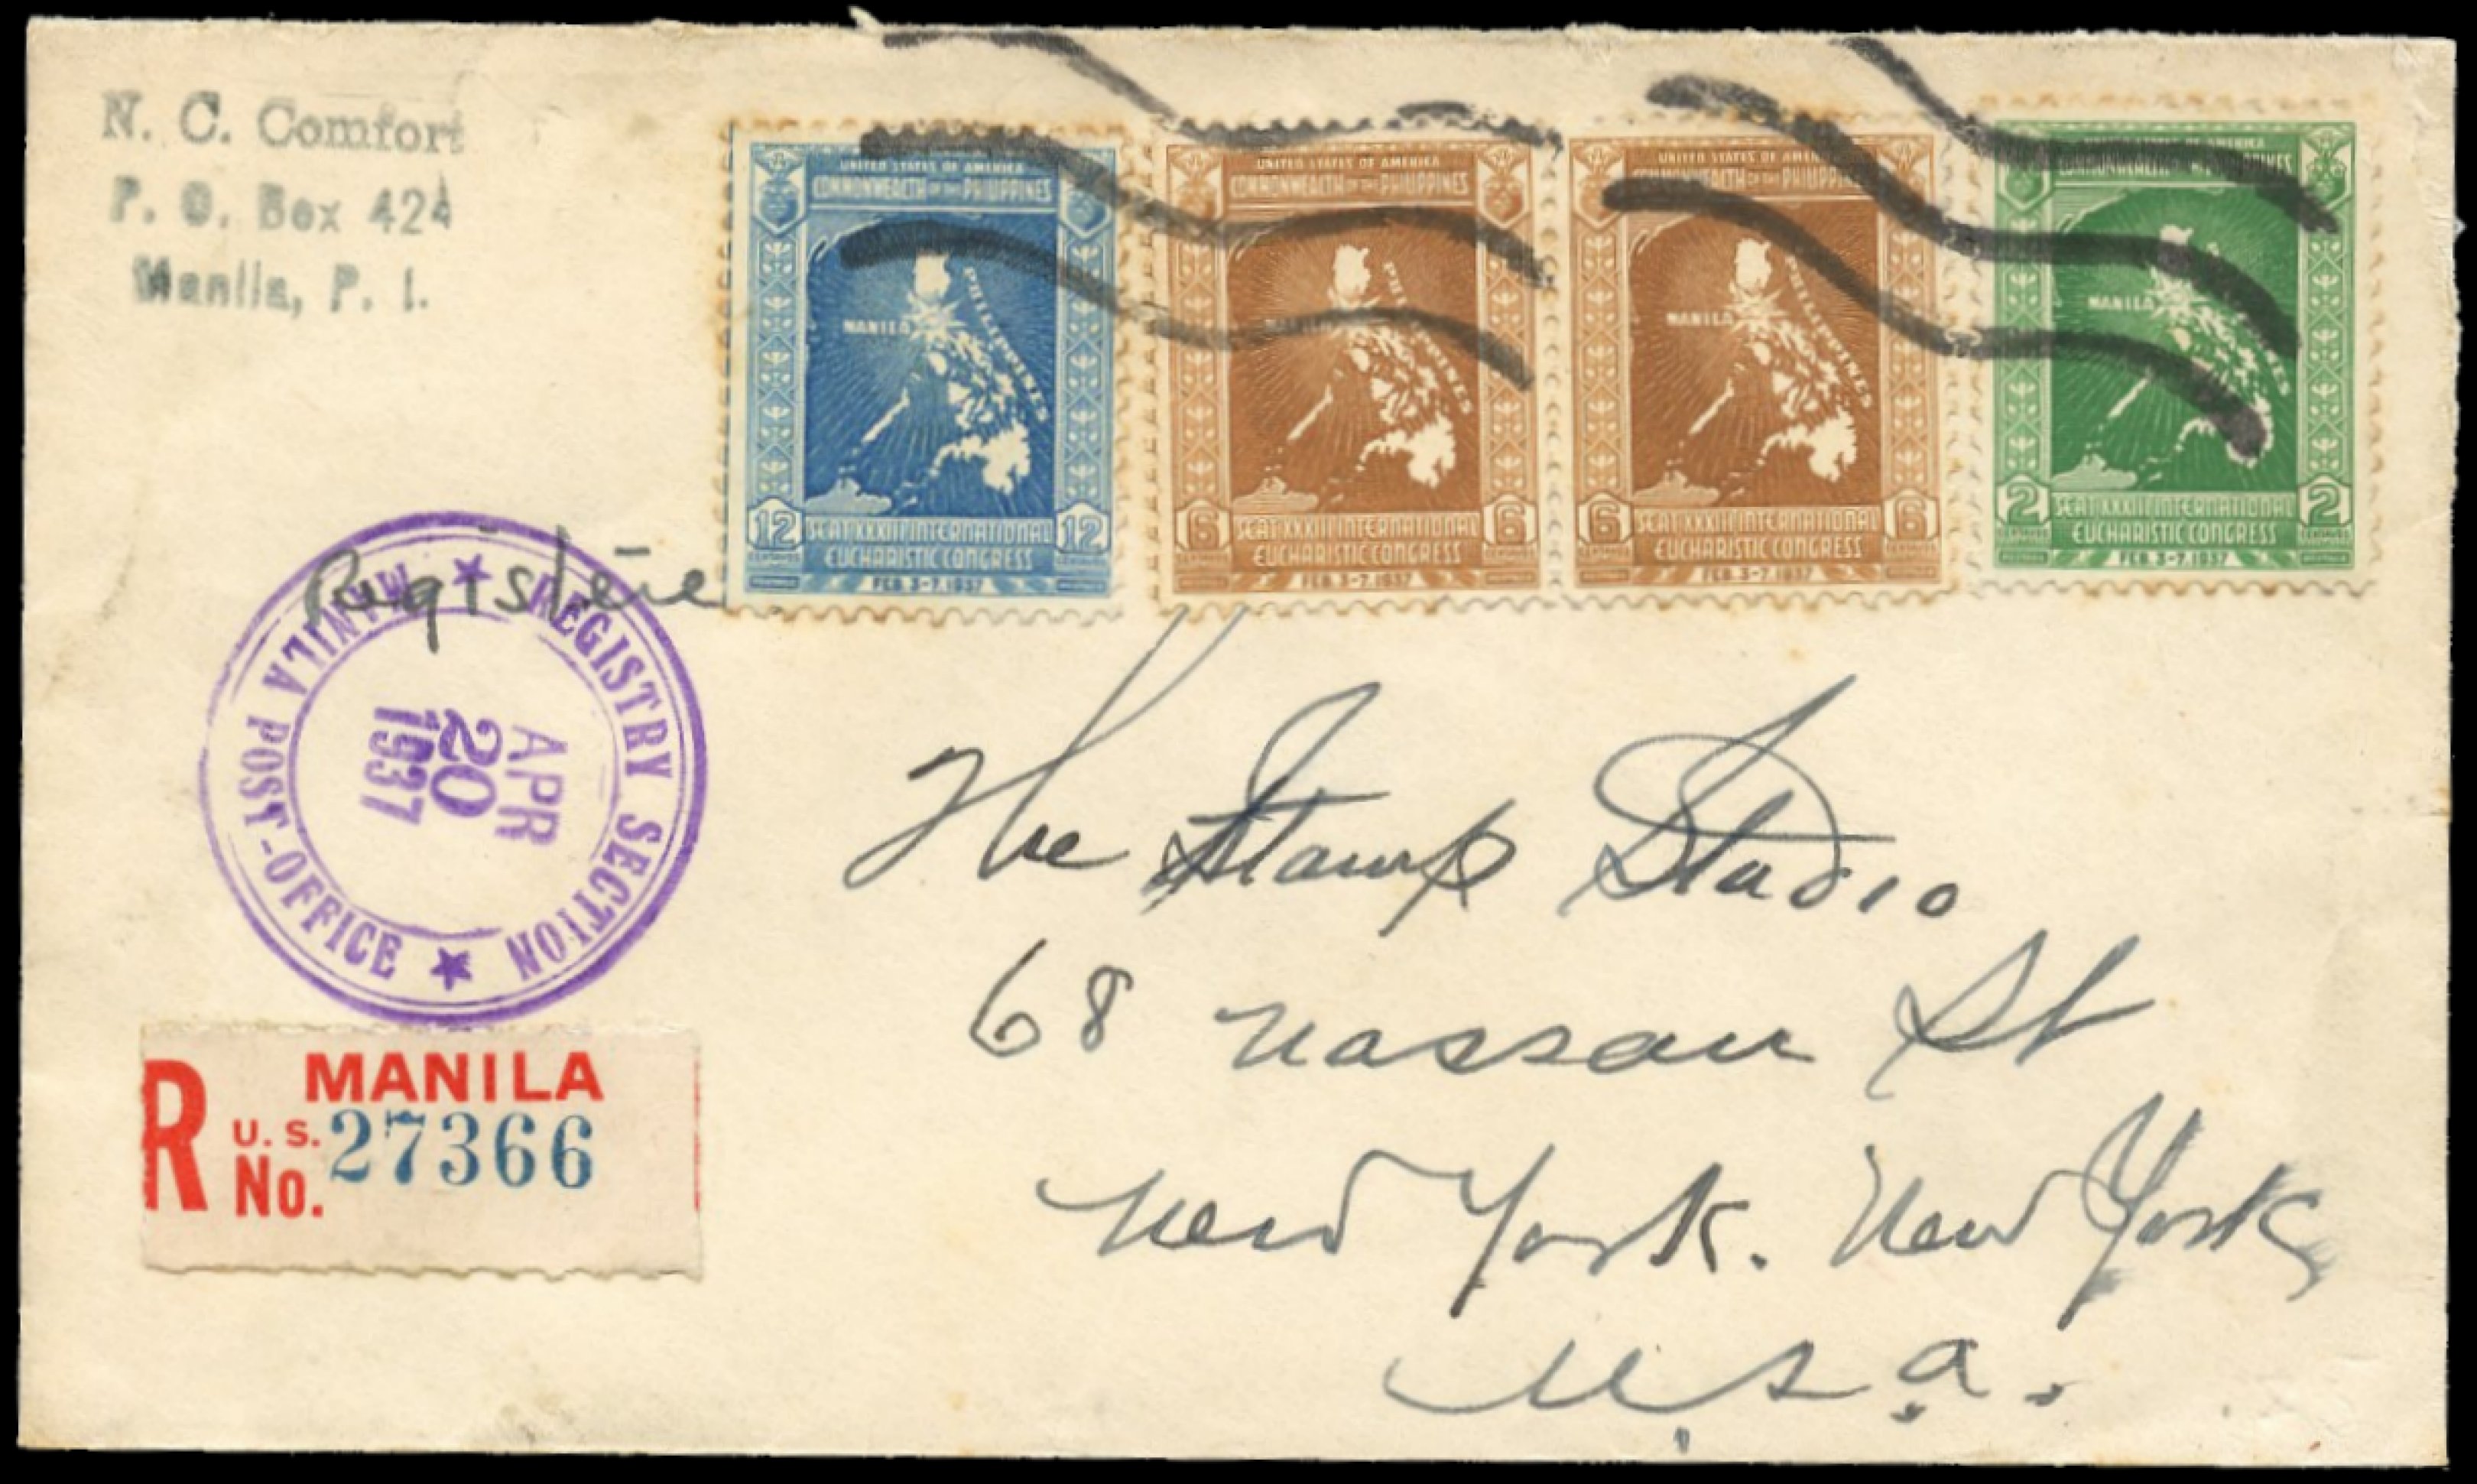 N. C. Comfort
P. O. Box 424
Manila, P. I.
UNITED STATES OF AMERICA
COMMONWEALTH OF THE PHILIPPINES
MANILA
PHILIPPINES
12 12
SEAT XXXIII INTERNATIONAL
EUCHARISTIC CONGRESS
FEB. 3-7, 1937
UNITED STATES OF AMERICA
COMMONWEALTH OF THE PHILIPPINES
MANILA
PHILIPPINES
6 6
SEAT XXXIII INTERNATIONAL
EUCHARISTIC CONGRESS
FEB. 3-7, 1937
UNITED STATES OF AMERICA
COMMONWEALTH OF THE PHILIPPINES
MANILA
PHILIPPINES
6 6
SEAT XXXIII INTERNATIONAL
EUCHARISTIC CONGRESS
FEB. 3-7, 1937
UNITED STATES OF AMERICA
COMMONWEALTH OF THE PHILIPPINES
MANILA
PHILIPPINES
2 2
SEAT XXXIII INTERNATIONAL
EUCHARISTIC CONGRESS
FEB. 3-7, 1937
Registere
MANILA POST-OFFICE
REGISTRY SECTION
APR
20
1937
The Stamp Studio
68 Nassau St
New York. New York
U.S.A.
R MANILA
U. S.
No. 27366